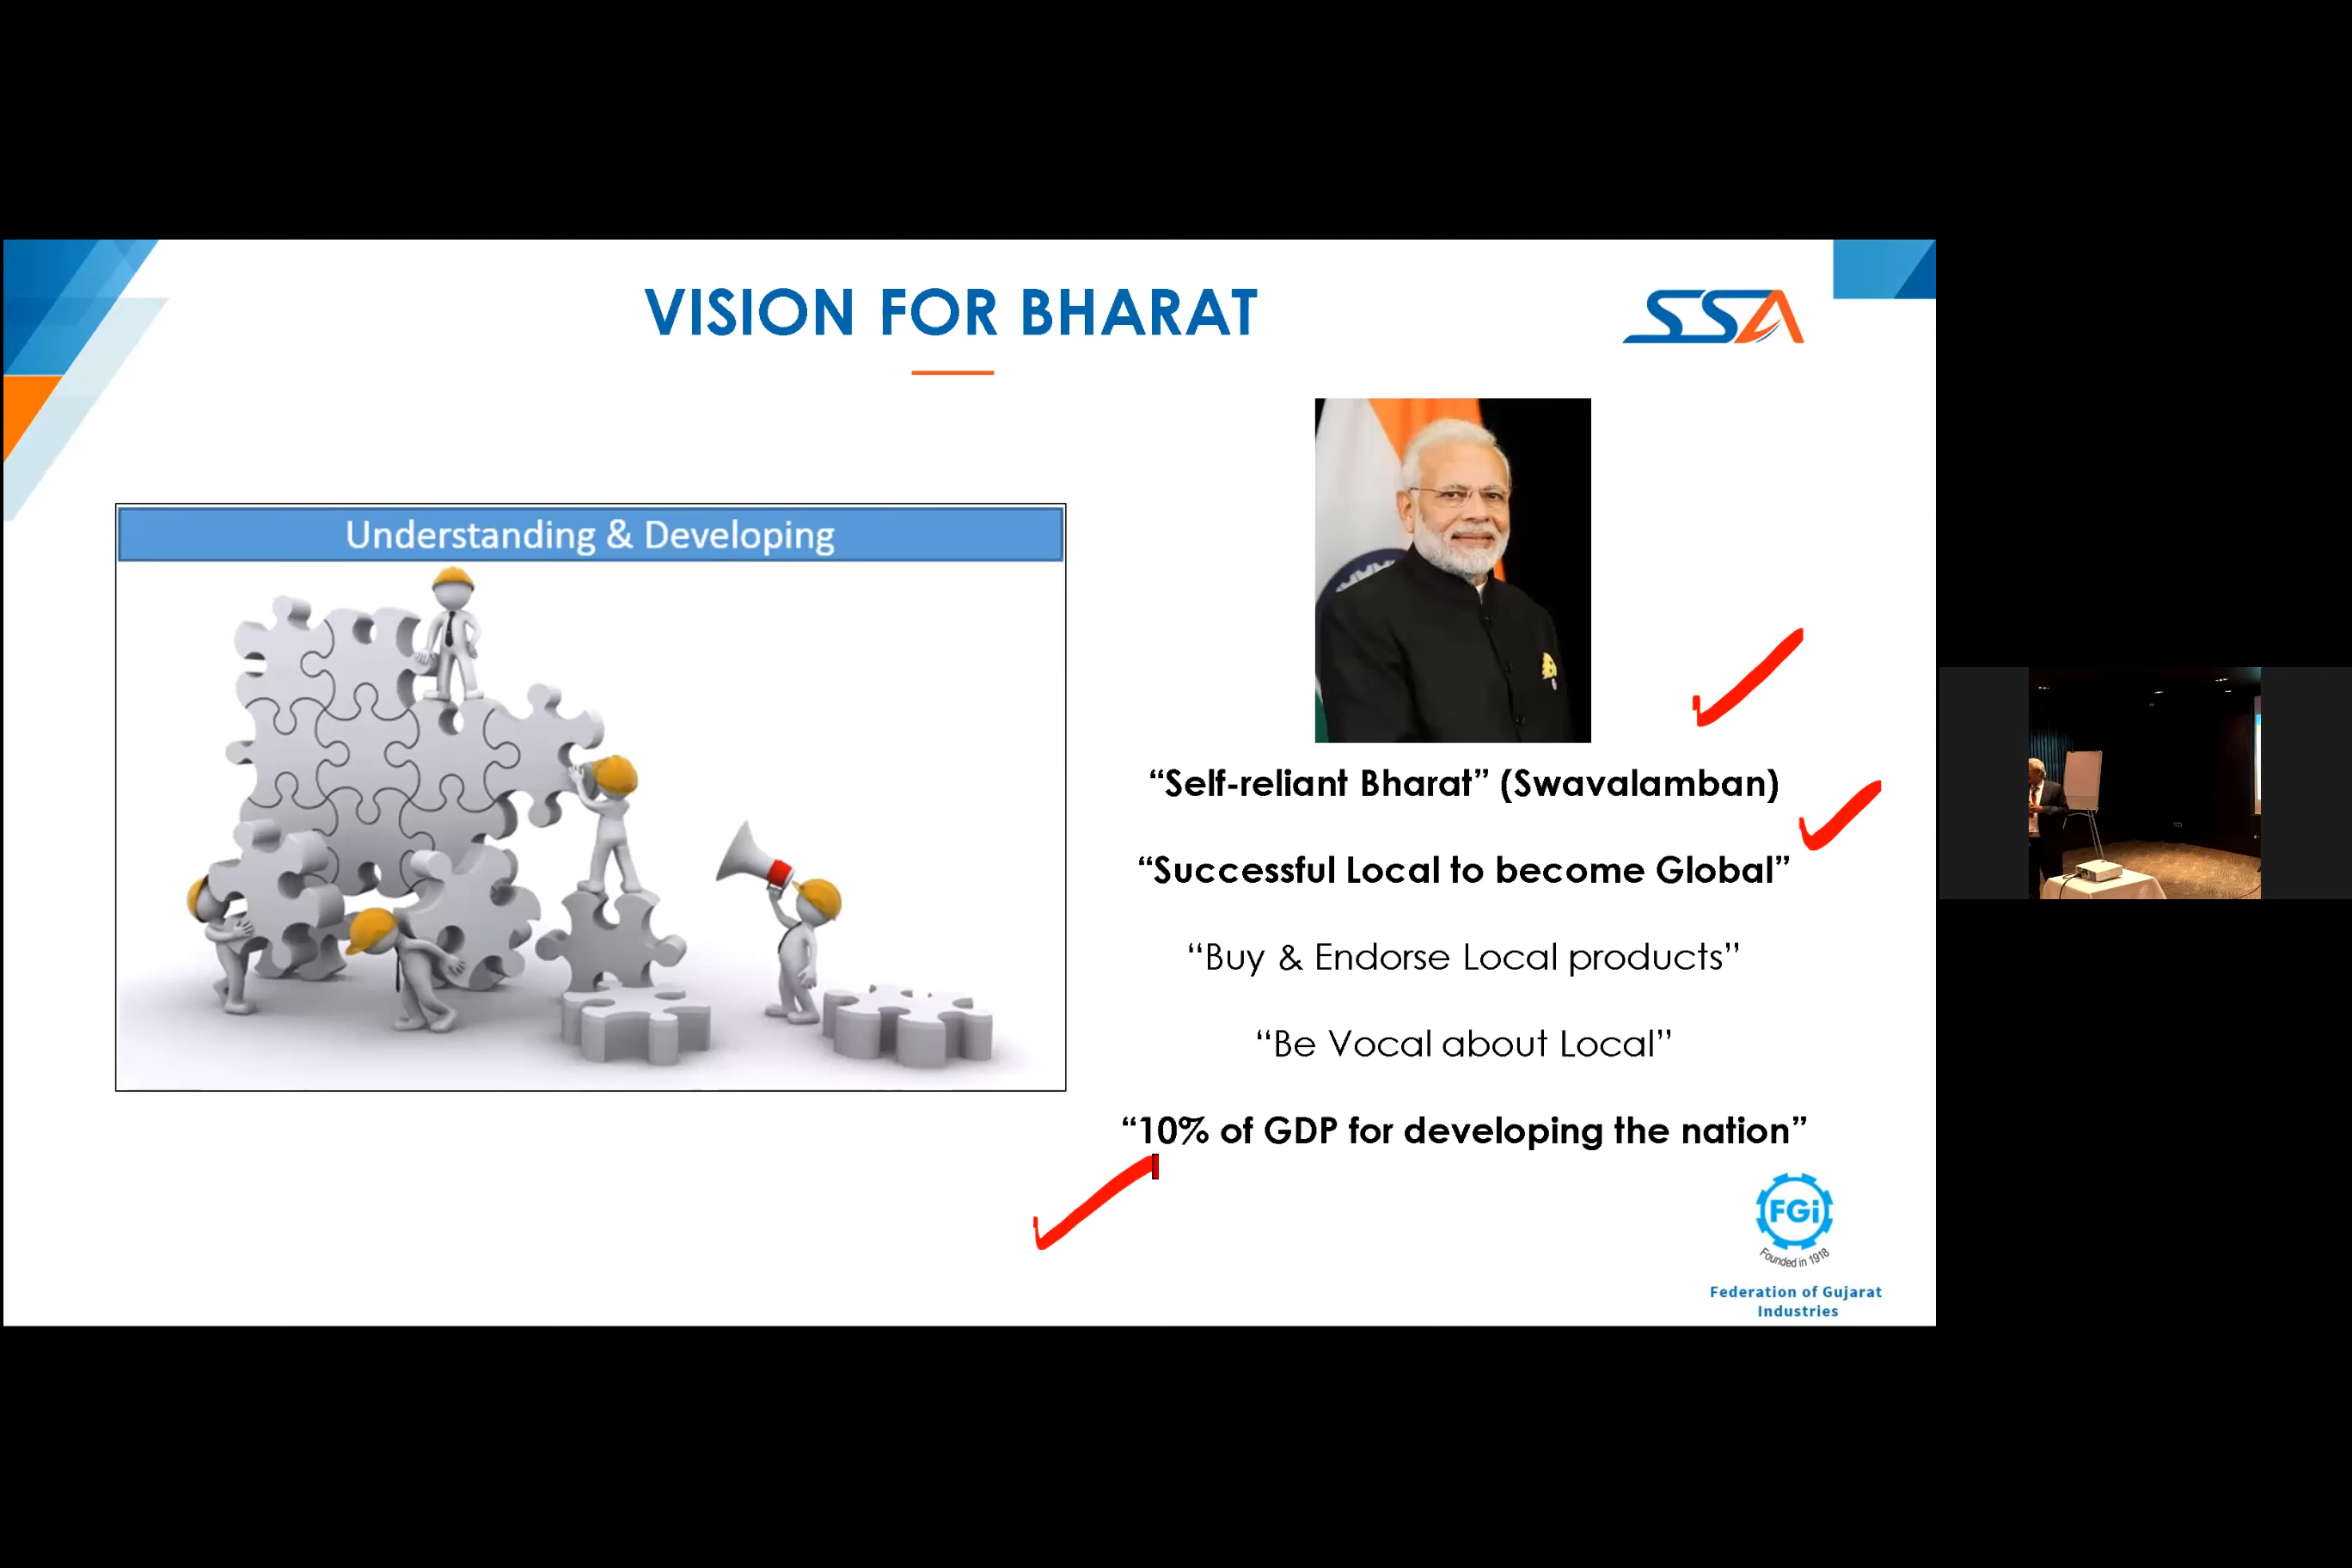 VISION FOR BHARAT
SSA
Understanding & Developing
“Self-reliant Bharat” (Swavalamban)
“Successful Local to become Global”
“Buy & Endorse Local products”
“Be Vocal about Local”
“10% of GDP for developing the nation”
FGi
Founded in 1918
Federation of Gujarat
Industries